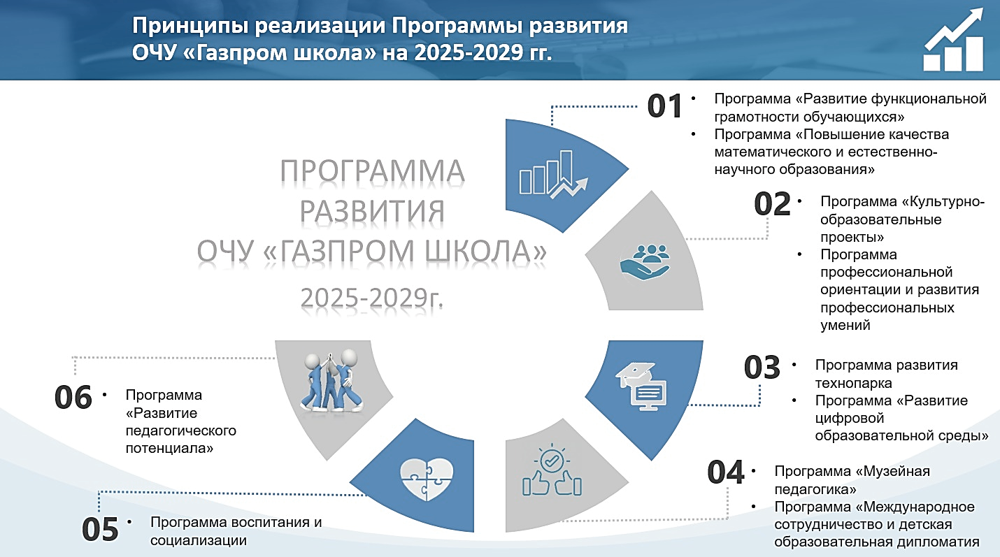 Принципы реализации Программы развития
ОЧУ «Газпром школа» на 2025-2029 гг.
ПРОГРАММА
РАЗВИТИЯ
ОЧУ «ГАЗПРОМ ШКОЛА»
2025-2029г.
01
• Программа «Развитие функциональной
грамотности обучающихся»
• Программа «Повышение качества
математического и естественно-
научного образования»
02
• Программа «Культурно-
образовательные
проекты»
• Программа
профессиональной
ориентации и развития
профессиональных
умений
03
• Программа развития
технопарка
• Программа «Развитие
цифровой
образовательной среды»
04
• Программа «Музейная
педагогика»
• Программа «Международное
сотрудничество и детская
образовательная дипломатия
05
• Программа воспитания и
социализации
06
• Программа
«Развитие
педагогического
потенциала»